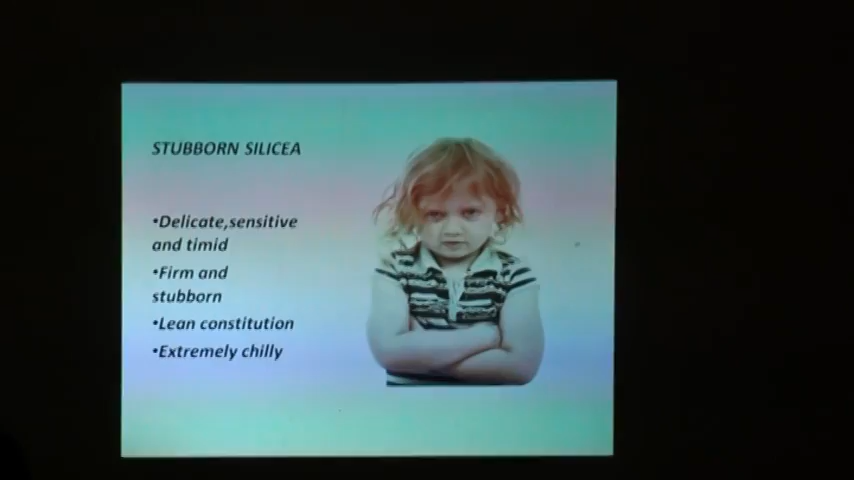 STUBBORN SILICEA
•Delicate,sensitive
and timid
•Firm and
stubborn
•Lean constitution
•Extremely chilly